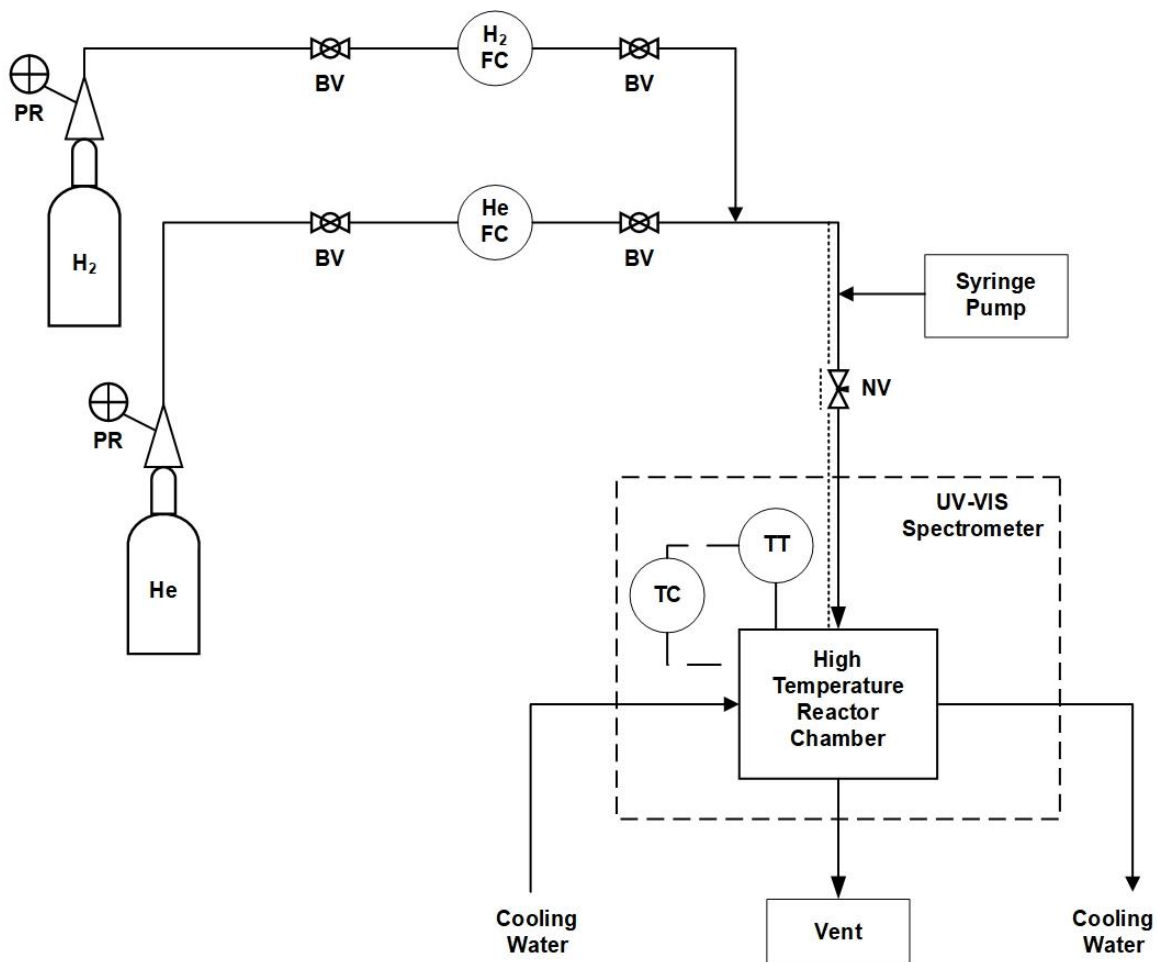 H₂
FC
BV
BV
PR
H₂
He
FC
BV
BV
Syringe
Pump
NV
PR
He
UV-VIS
Spectrometer
TT
TC
High
Temperature
Reactor
Chamber
Cooling
Water
Vent
Cooling
Water